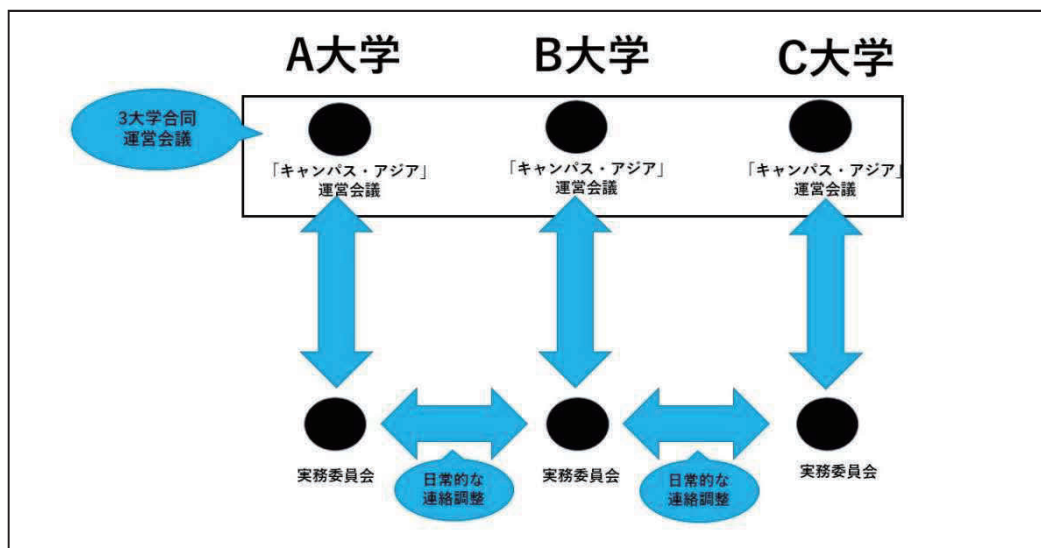 A大学
B大学
C大学
3大学合同
運営会議
「キャンパス・アジア」
運営会議
「キャンパス・アジア」
運営会議
「キャンパス・アジア」
運営会議
実務委員会
日常的な
連絡調整
実務委員会
日常的な
連絡調整
実務委員会